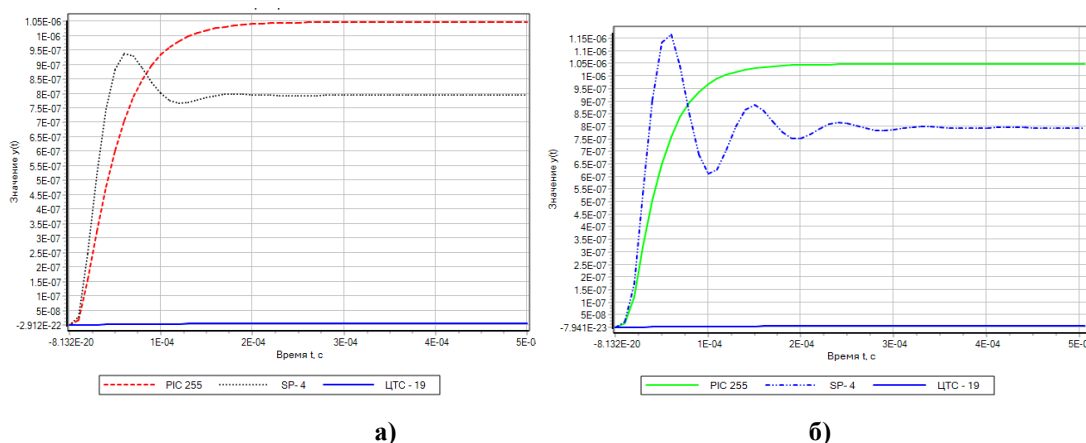 1.05E-06
1E-06
9.5E-07
9E-07
8.5E-07
8E-07
7.5E-07
7E-07
6.5E-07
6E-07
5.5E-07
5E-07
4.5E-07
4E-07
3.5E-07
3E-07
2.5E-07
2E-07
1.5E-07
1E-07
5E-08
-2.912E-22
Значение y(t)
-8.132E-20 1E-04 2E-04 3E-04 4E-04 5E-0
Время t, с
PIC 255 SP- 4 ЦТС - 19
а)
1.15E-06
1.1E-06
1.05E-06
1E-06
9.5E-07
9E-07
8.5E-07
8E-07
7.5E-07
7E-07
6.5E-07
6E-07
5.5E-07
5E-07
4.5E-07
4E-07
3.5E-07
3E-07
2.5E-07
2E-07
1.5E-07
1E-07
5E-08
-7.941E-23
Значение y(t)
-8.132E-20 1E-04 2E-04 3E-04 4E-04 5E-0
Время t, с
PIC 255 SP- 4 ЦТС - 19
б)